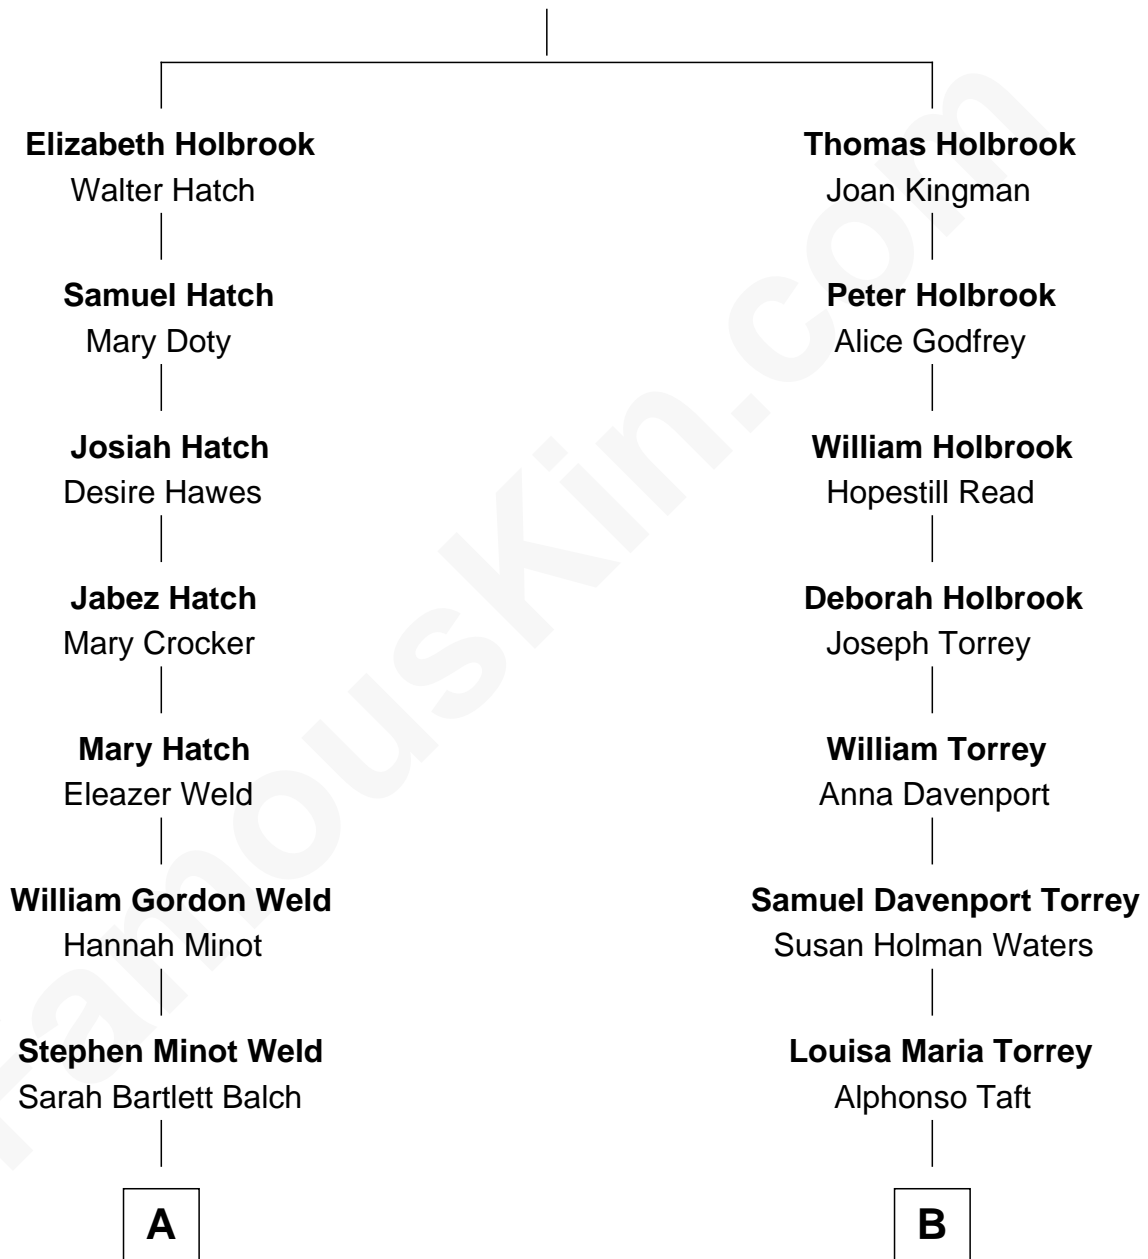 Elizabeth Holbrook
Walter Hatch
Samuel Hatch
Mary Doty
Josiah Hatch
Desire Hawes
Jabez Hatch
Mary Crocker
Mary Hatch
Eleazer Weld
William Gordon Weld
Hannah Minot
Stephen Minot Weld
Sarah Bartlett Balch
A
Thomas Holbrook
Joan Kingman
Peter Holbrook
Alice Godfrey
William Holbrook
Hopestill Read
Deborah Holbrook
Joseph Torrey
William Torrey
Anna Davenport
Samuel Davenport Torrey
Susan Holman Waters
Louisa Maria Torrey
Alphonso Taft
B
FamousKin.com